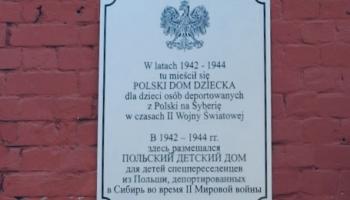 W latach 1942 - 1944
tu mieścił się
POLSKI DOM DZIECKA
dla dzieci osób deportowanych
z Polski na Syberię
w czasach II Wojny Światowej
В 1942 – 1944 гг.
здесь размещался
ПОЛЬСКИЙ ДЕТСКИЙ ДОМ
для детей спецпереселенцев
из Польши, депортированных
в Сибирь во время II Мировой войны